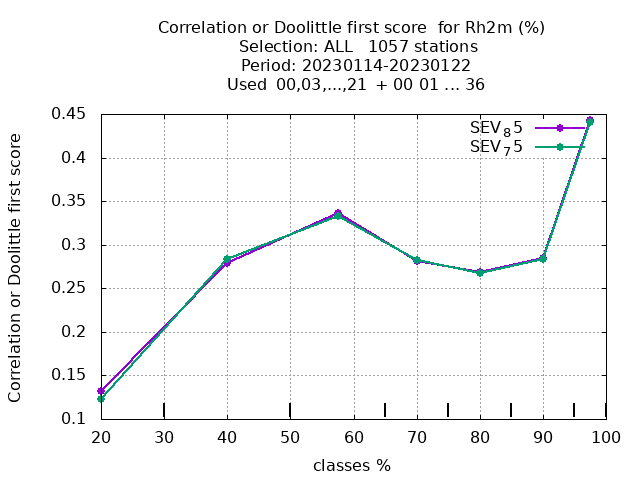 Correlation or Doolittle first score  for Rh2m (%)
Selection: ALL   1057 stations
Period: 20230114-20230122
Used  00,03,...,21  + 00 01 ... 36
Correlation or Doolittle first score
0.45
0.4
0.35
0.3
0.25
0.2
0.15
0.1
SEV₈5
SEV₇5
20 30 40 50 60 70 80 90 100
classes %